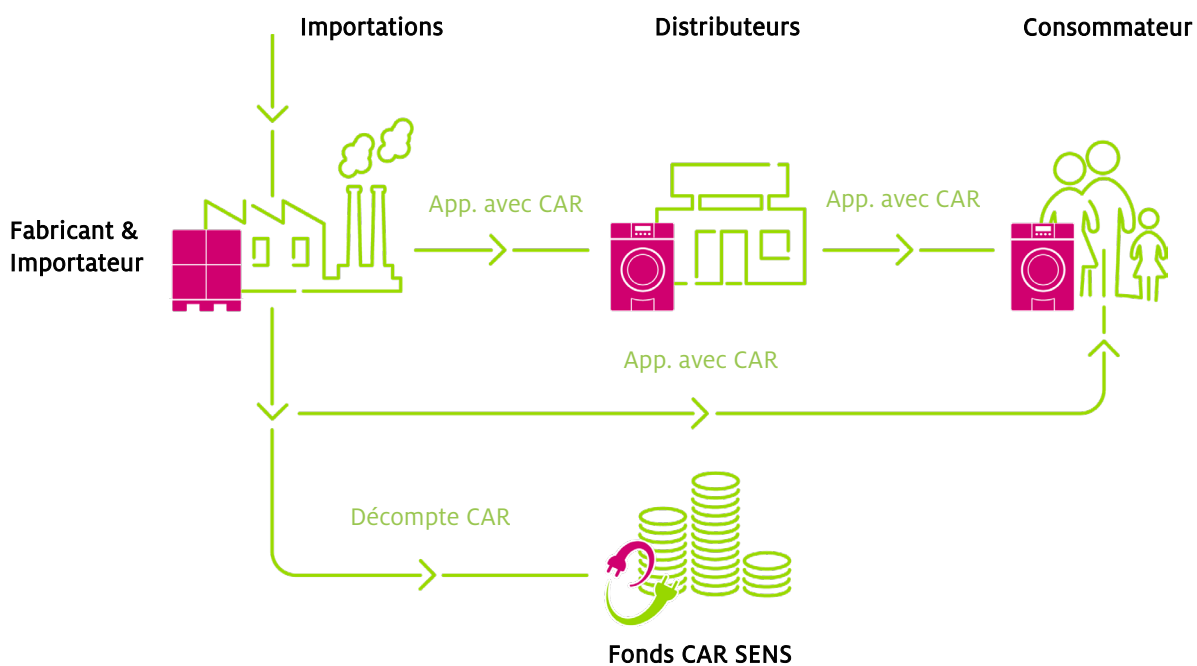 Importations
Distributeurs
Consommateur
App. avec CAR
App. avec CAR
Fabricant &
Importateur
App. avec CAR
Décompte CAR
Fonds CAR SENS